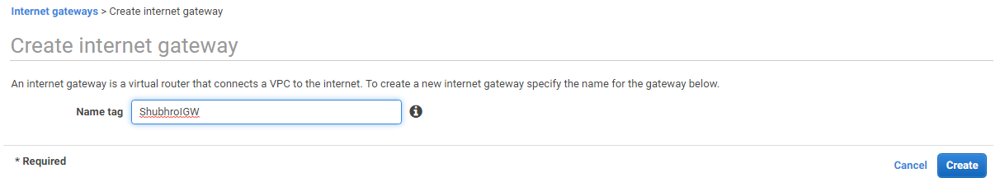 Internet gateways > Create internet gateway
Create internet gateway
An internet gateway is a virtual router that connects a VPC to the internet. To create a new internet gateway specify the name for the gateway below.
Name tag ShubhroIGW
* Required
Cancel Create